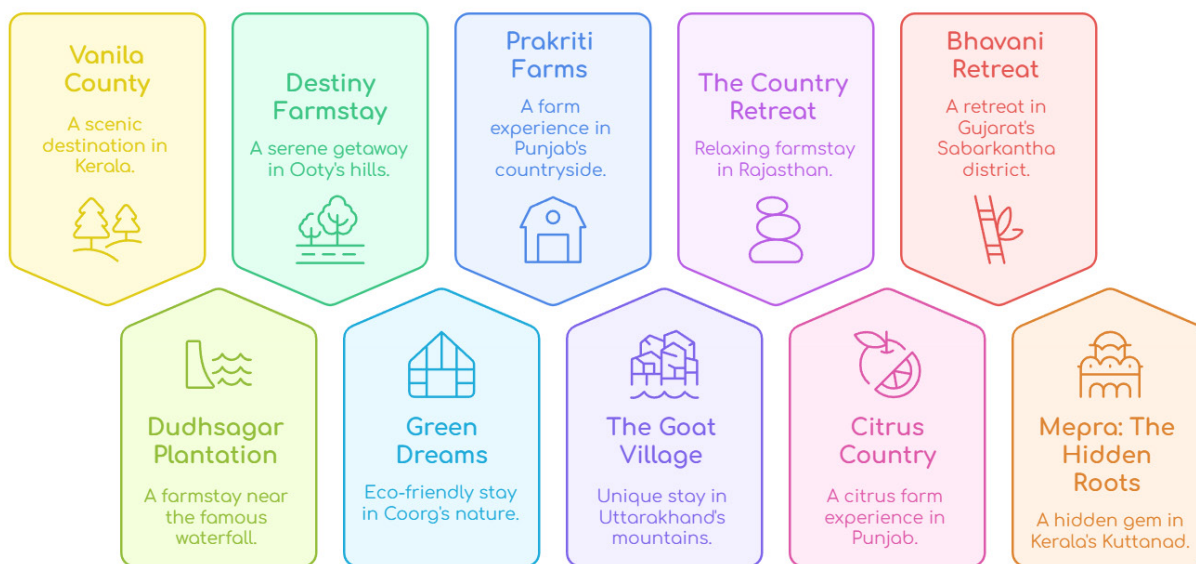 Vanila
County
A scenic
destination in
Kerala.
Destiny
Farmstay
A serene getaway
in Ooty's hills.
Prakriti
Farms
A farm
experience in
Punjab's
countryside.
The Country
Retreat
Relaxing farmstay
in Rajasthan.
Bhavani
Retreat
A retreat in
Gujarat's
Sabarkantha
district.
Dudhsagar
Plantation
A farmstay near
the famous
waterfall.
Green
Dreams
Eco-friendly stay
in Coorg's nature.
The Goat
Village
Unique stay in
Uttarakhand's
mountains.
Citrus
Country
A citrus farm
experience in
Punjab.
Mepra: The
Hidden
Roots
A hidden gem in
Kerala's Kuttanad.